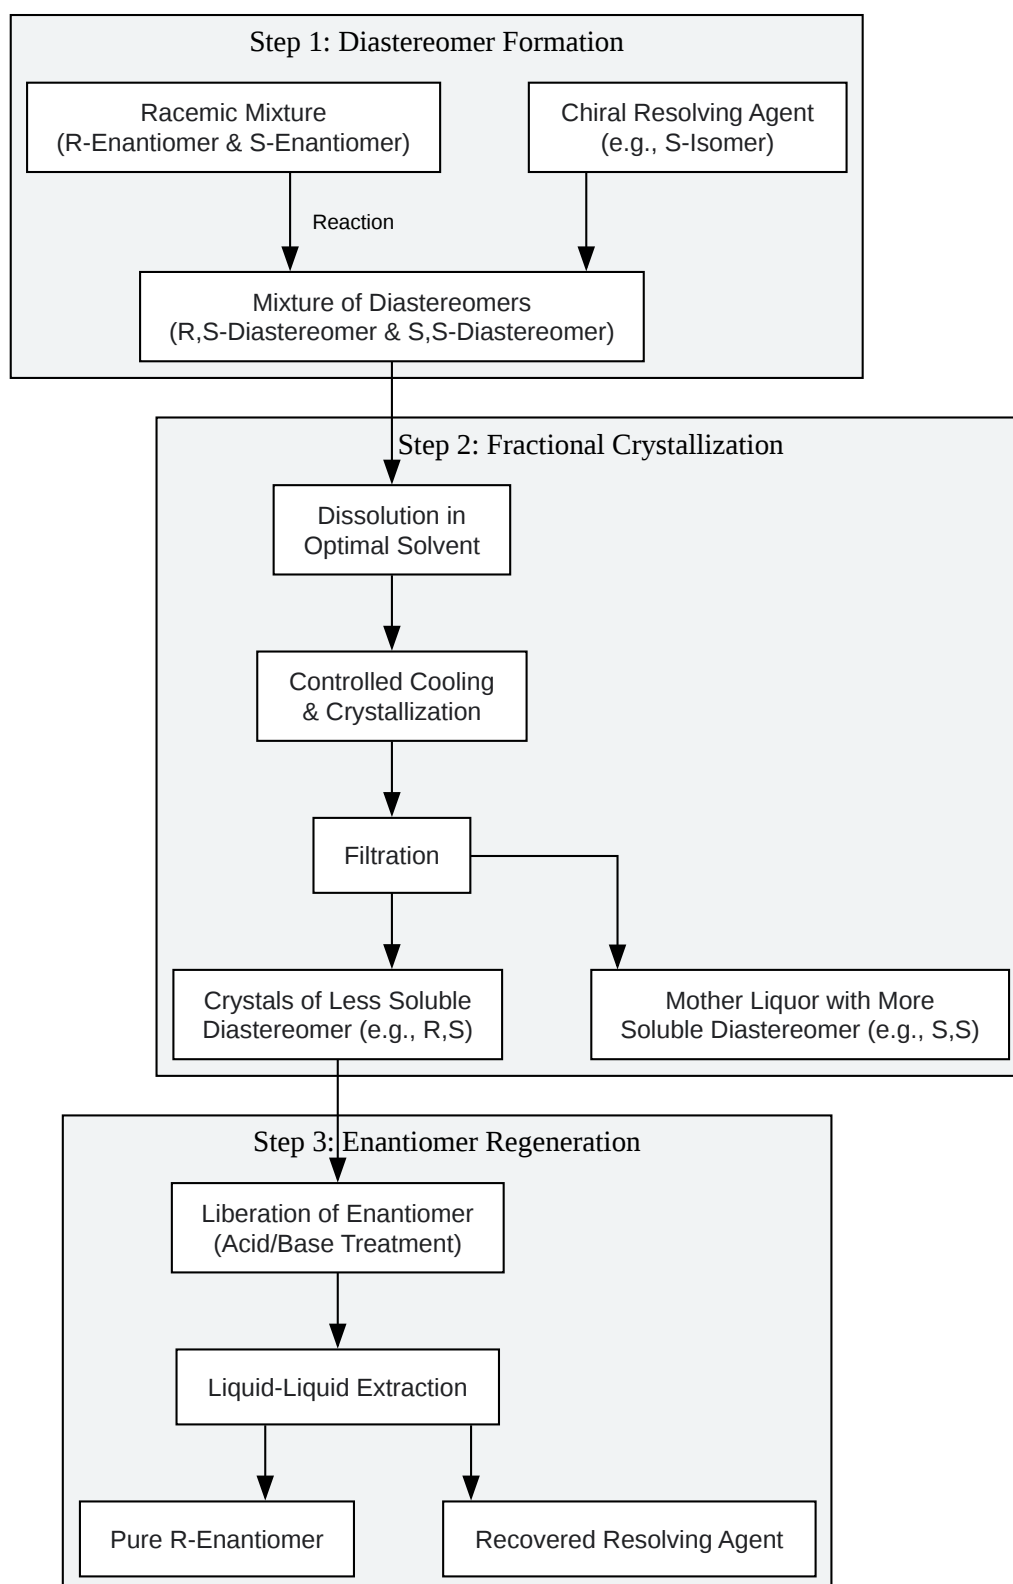 Step 1: Diastereomer Formation
Racemic Mixture
(R-Enantiomer & S-Enantiomer)
Chiral Resolving Agent
(e.g., S-Isomer)
Reaction
Mixture of Diastereomers
(R,S-Diastereomer & S,S-Diastereomer)
Step 2: Fractional Crystallization
Dissolution in
Optimal Solvent
Controlled Cooling
& Crystallization
Filtration
Crystals of Less Soluble
Diastereomer (e.g., R,S)
Mother Liquor with More
Soluble Diastereomer (e.g., S,S)
Step 3: Enantiomer Regeneration
Liberation of Enantiomer
(Acid/Base Treatment)
Liquid-Liquid Extraction
Pure R-Enantiomer
Recovered Resolving Agent